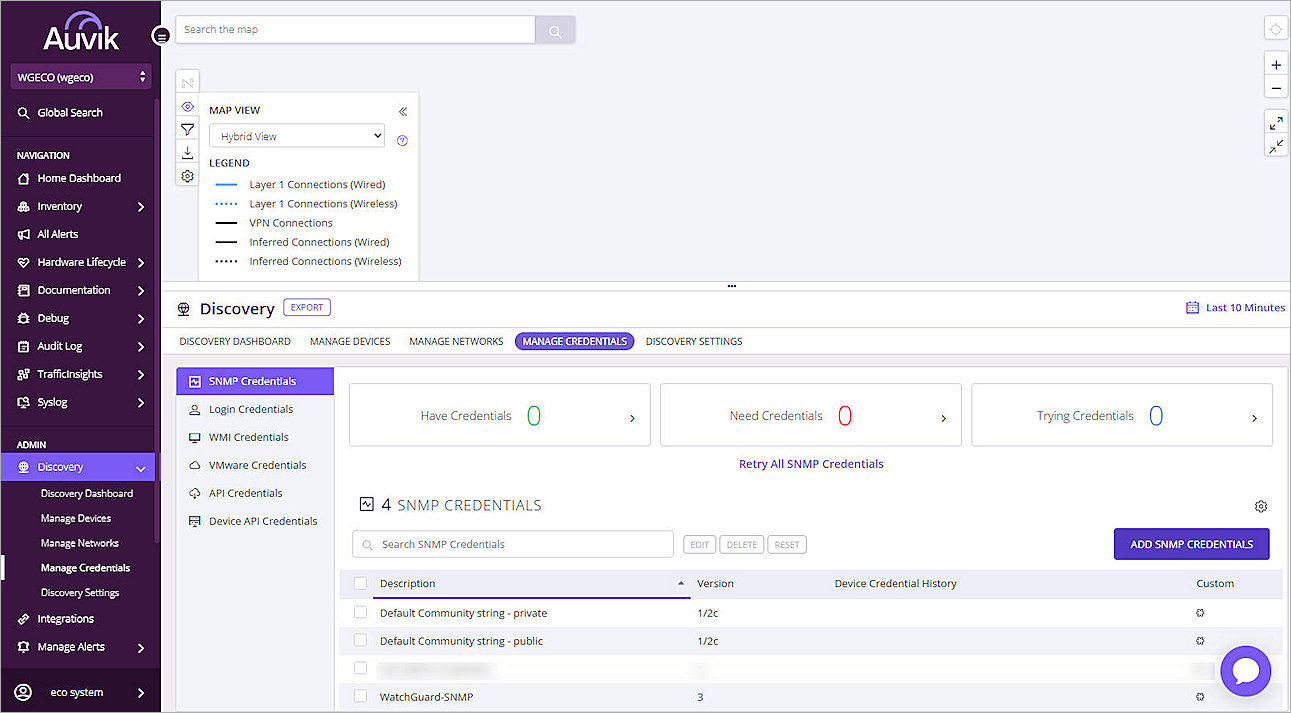 Auvik
WGECO (wgeco)
Global Search
NAVIGATION
Home Dashboard
Inventory
All Alerts
Hardware Lifecycle
Documentation
Debug
Audit Log
TrafficInsights
Syslog
ADMIN
Discovery
Discovery Dashboard
Manage Devices
Manage Networks
Manage Credentials
Discovery Settings
Integrations
Manage Alerts
eco system
Search the map
MAP VIEW
Hybrid View
LEGEND
Layer 1 Connections (Wired)
Layer 1 Connections (Wireless)
VPN Connections
Inferred Connections (Wired)
Inferred Connections (Wireless)
Discovery EXPORT Last 10 Minutes
DISCOVERY DASHBOARD MANAGE DEVICES MANAGE NETWORKS MANAGE CREDENTIALS DISCOVERY SETTINGS
SNMP Credentials
Login Credentials
WMI Credentials
VMware Credentials
API Credentials
Device API Credentials
Have Credentials 0 Need Credentials 0 Trying Credentials 0
Retry All SNMP Credentials
4 SNMP CREDENTIALS
Search SNMP Credentials EDIT DELETE RESET ADD SNMP CREDENTIALS
Description Version Device Credential History Custom
Default Community string - private 1/2c
Default Community string - public 1/2c
WatchGuard-SNMP 3